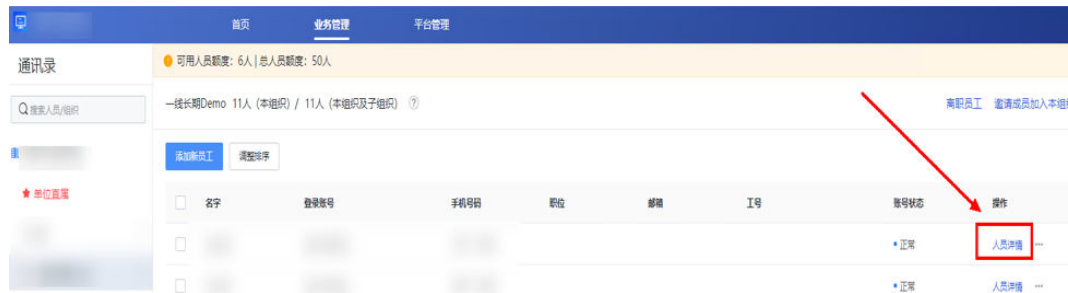 首页 业务管理 平台管理
通讯录
可用人员额度：6人 | 总人员额度：50人
搜索人员/组织
一线长期Demo 11人（本组织）/ 11人（本组织及子组织） ?
离职员工 邀请成员加入本组织
添加新员工 调整排序
单位直属
名字 登录账号 手机号码 职位 邮箱 工号 账号状态 操作
正常 人员详情 ...
正常 人员详情 ...